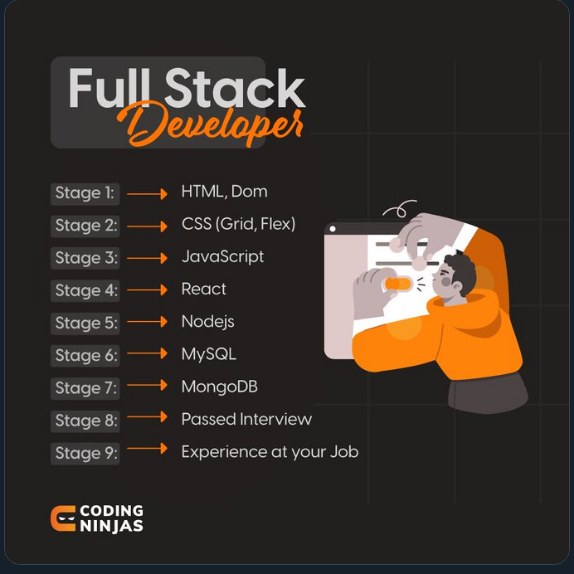 Full Stack
Developer
Stage 1: HTML, Dom
Stage 2: CSS (Grid, Flex)
Stage 3: JavaScript
Stage 4: React
Stage 5: Nodejs
Stage 6: MySQL
Stage 7: MongoDB
Stage 8: Passed Interview
Stage 9: Experience at your Job
CODING
NINJAS